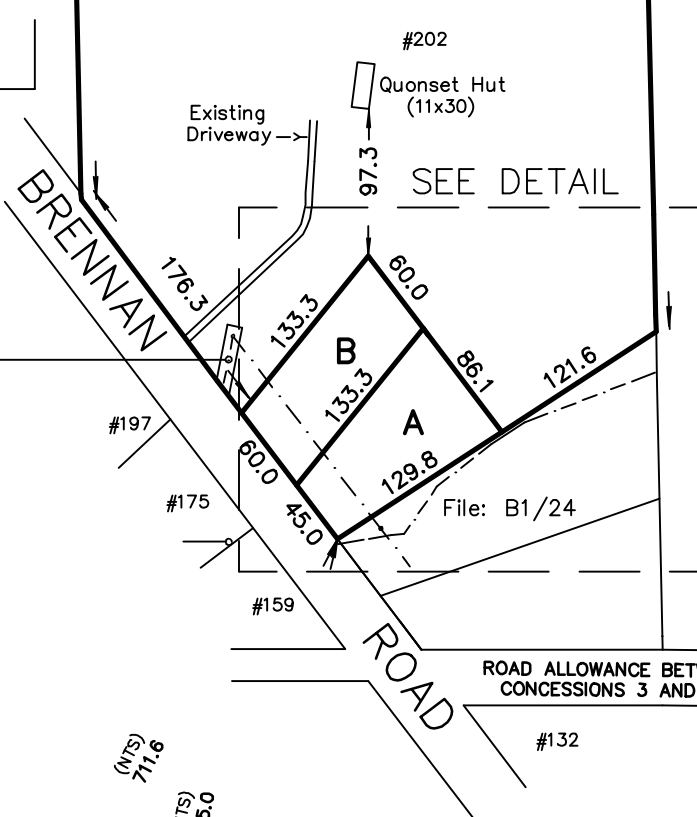 #202
Quonset Hut
(11x30)
Existing
Driveway
97.3
SEE DETAIL
BRENNAN
176.3
133.3
60.0
B
133.3
86.1
121.6
A
#197
60.0
129.8
#175
45.0
File: B1/24
#159
ROAD
ROAD ALLOWANCE
CONCESSIONS 3 AND
#132
(NTS)
711.6
5.0